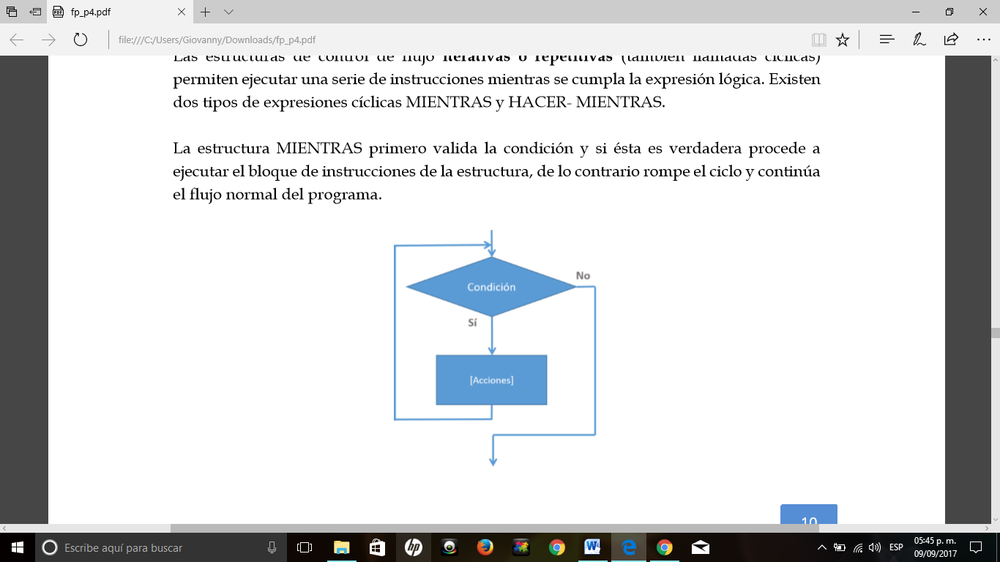 fp_p4.pdf
file:///C:/Users/Giovanny/Downloads/fp_p4.pdf
Las estructuras de control de flujo iterativas o repetitivas (también llamadas cíclicas)
permiten ejecutar una serie de instrucciones mientras se cumpla la expresión lógica. Existen
dos tipos de expresiones cíclicas MIENTRAS y HACER- MIENTRAS.
La estructura MIENTRAS primero valida la condición y si ésta es verdadera procede a
ejecutar el bloque de instrucciones de la estructura, de lo contrario rompe el ciclo y continúa
el flujo normal del programa.
No
Condición
Sí
[Acciones]
10
Escribe aquí para buscar
ESP
05:45 p. m.
09/09/2017